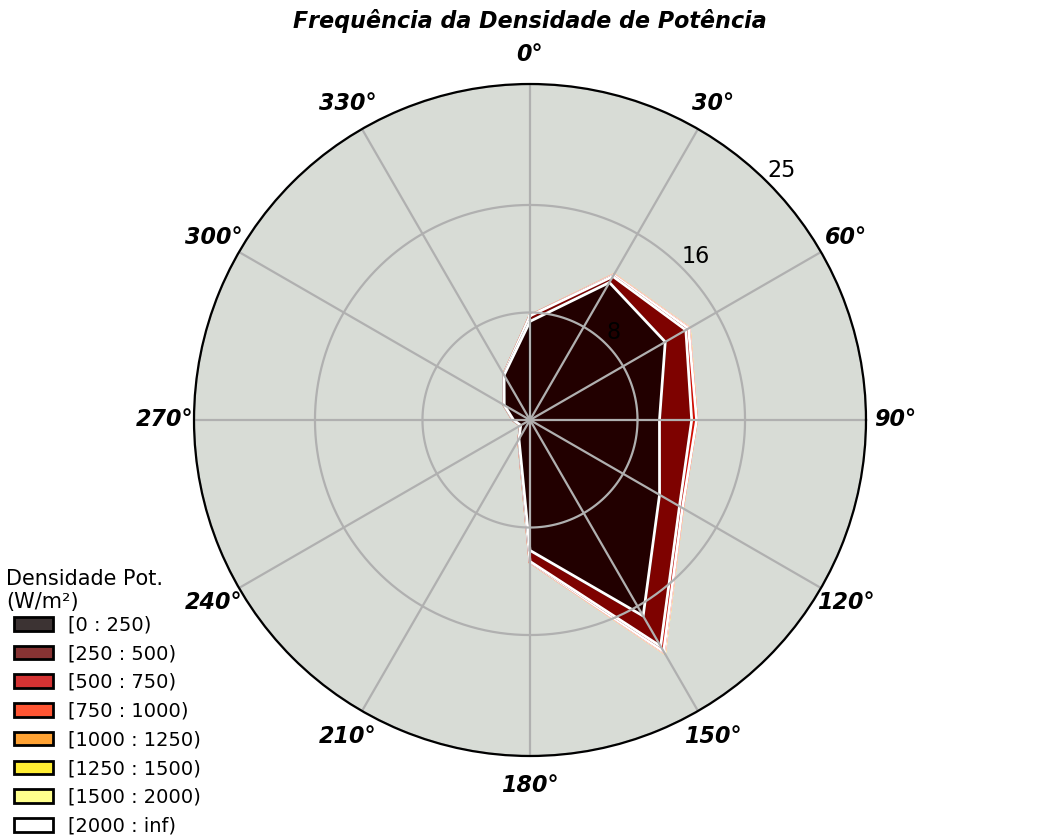 Frequência da Densidade de Potência
0°
30°
60°
90°
120°
150°
180°
210°
240°
270°
300°
330°
8
16
25
Densidade Pot.
(W/m²)
[0 : 250)
[250 : 500)
[500 : 750)
[750 : 1000)
[1000 : 1250)
[1250 : 1500)
[1500 : 2000)
[2000 : inf)